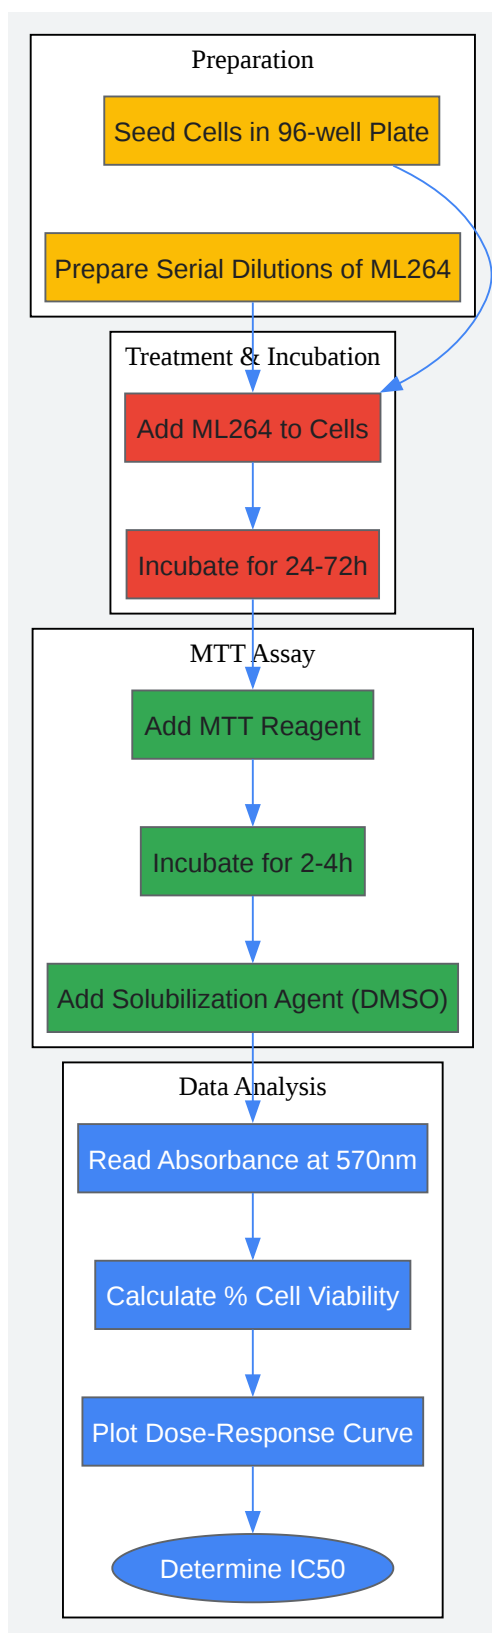 Preparation
Seed Cells in 96-well Plate
Prepare Serial Dilutions of ML264
Treatment & Incubation
Add ML264 to Cells
Incubate for 24-72h
MTT Assay
Add MTT Reagent
Incubate for 2-4h
Add Solubilization Agent (DMSO)
Data Analysis
Read Absorbance at 570nm
Calculate % Cell Viability
Plot Dose-Response Curve
Determine IC50